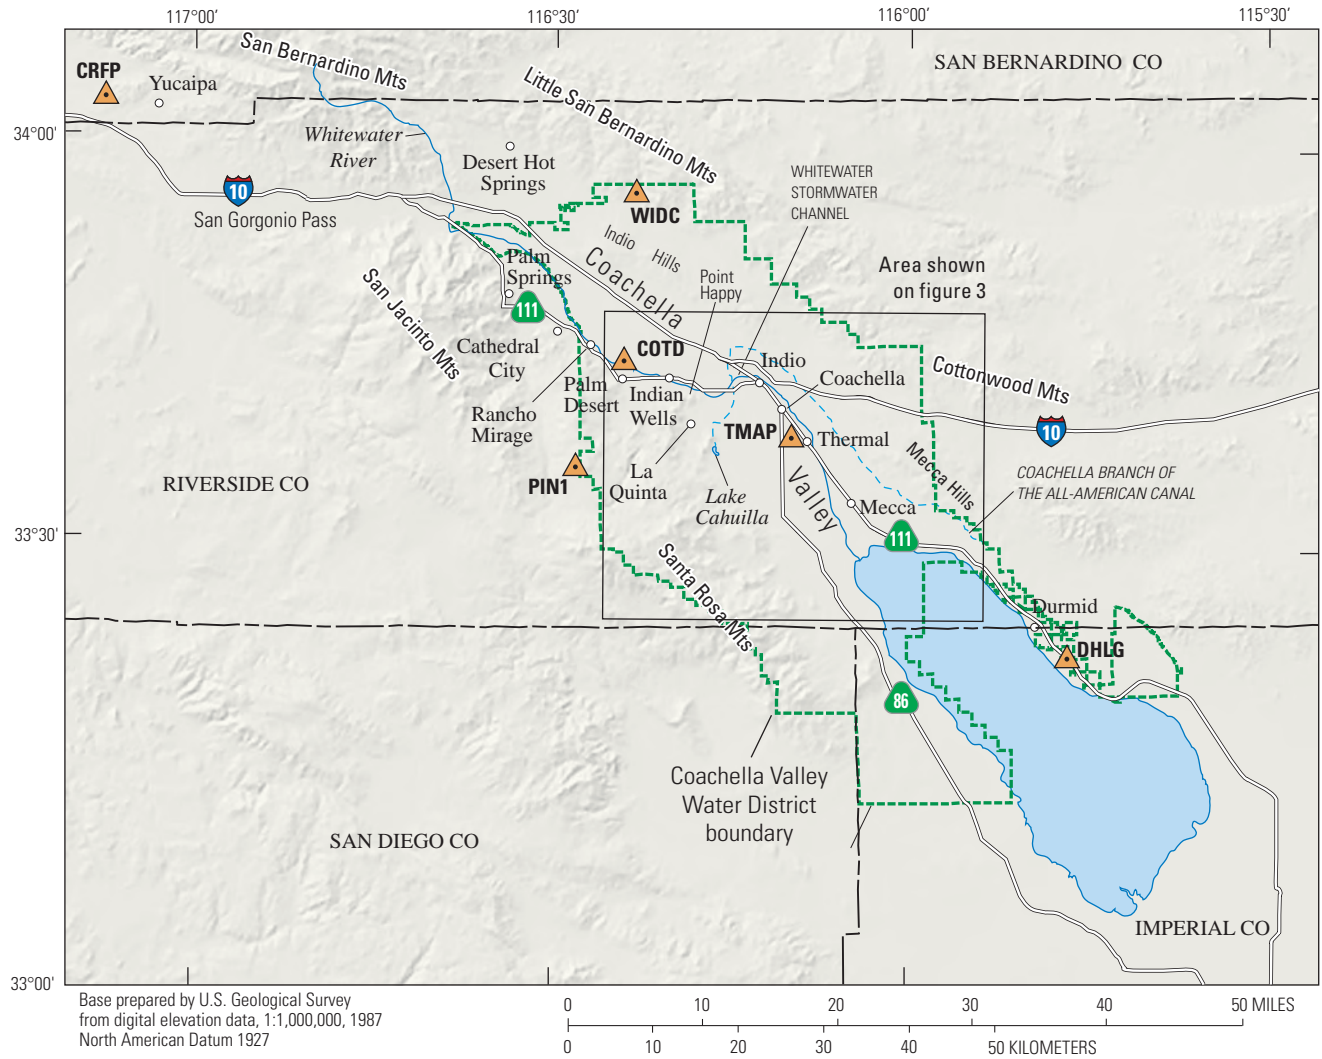 117°00'
116°30'
116°00'
115°30'
San Bernardino Mts
SAN BERNARDINO CO
CRFP
Yucaipa
Little San Bernardino Mts
34°00'
Whitewater
River
Desert Hot
Springs
WHITEWATER
STORMWATER
CHANNEL
10
San Gorgonio Pass
WIDC
Indio
Hills
Coachella
Valley
Palm
Springs
Point
Happy
Area shown
on figure 3
San Jacinto Mts
111
Cathedral
City
COTD
Indio
Cottonwood Mts
Coachella
Palm
Desert
Indian
Wells
Rancho
Mirage
TMAP
Thermal
10
Mecca Hills
COACHELLA BRANCH OF
THE ALL-AMERICAN CANAL
RIVERSIDE CO
PIN1
La
Quinta
Lake
Cahuilla
Mecca
33°3'
111
Santa Rosa Mts
Durmid
DHLG
86
Coachella Valley
Water District
boundary
SAN DIEGO CO
IMPERIAL CO
33°00'
Base prepared by U.S. Geological Survey
from digital elevation data, 1:1,000,000, 1987
North American Datum 1927
0 10 20 30 40 50 MILES
0 10 20 30 40 50 KILOMETERS